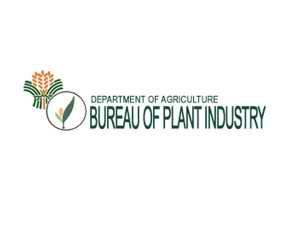 DEPARTMENT OF AGRICULTURE
BUREAU OF PLANT INDUSTRY